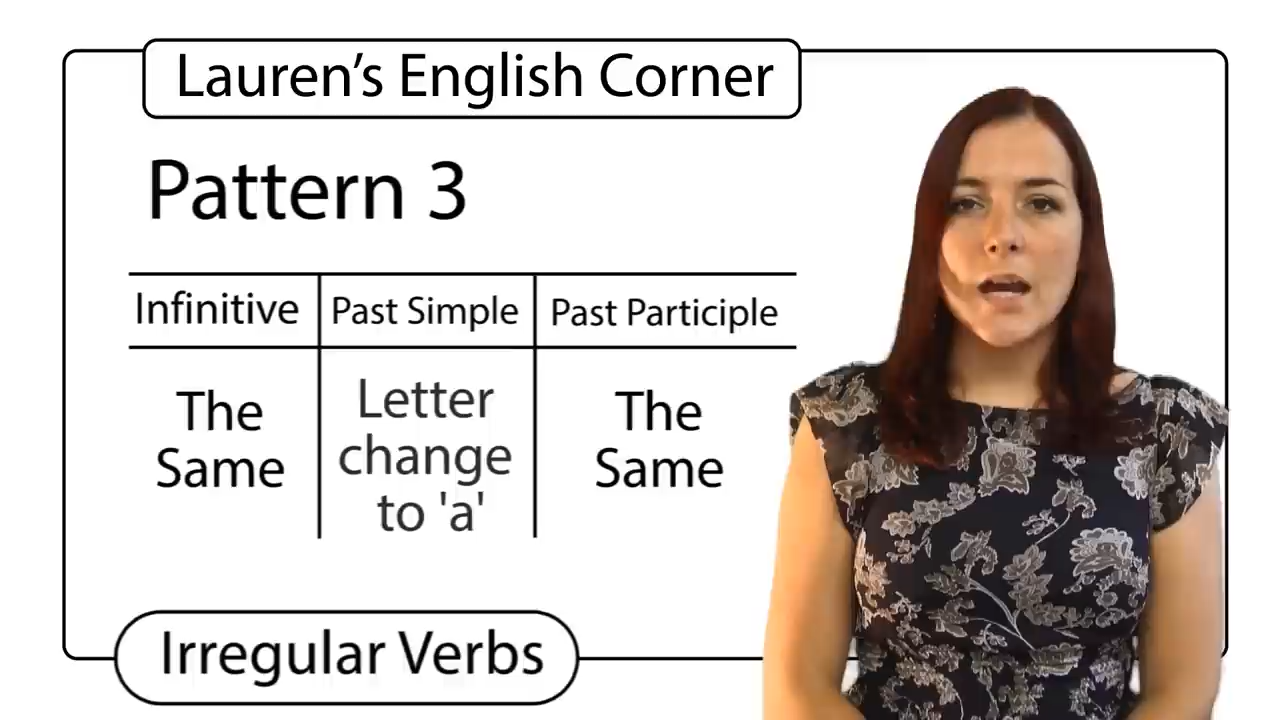 Lauren’s English Corner
Pattern 3
Infinitive
Past Simple
Past Participle
The
Same
Letter
change
to 'a'
The
Same
Irregular Verbs